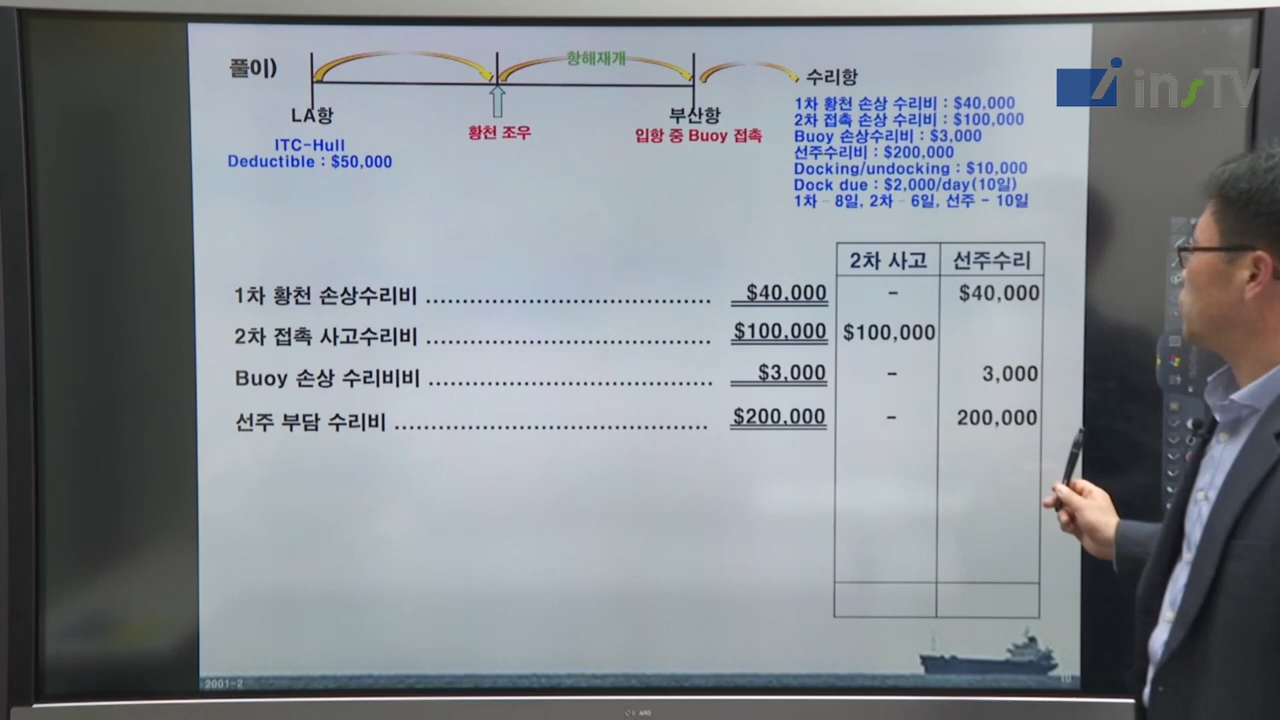 풀이)
항해재개
수리항
LA항
황천 조우
부산항
입항 중 Buoy 접촉
ITC-Hull
Deductible : $50,000
1차 황천 손상 수리비 : $40,000
2차 접촉 손상 수리비 : $100,000
Buoy 손상수리비 : $3,000
선주수리비 : $200,000
Docking/undocking : $10,000
Dock due : $2,000/day(10일)
1차 - 8일, 2차 - 6일, 선주 - 10일
insTV
2차 사고 선주수리
1차 황천 손상수리비 ........................................ $40,000 - $40,000
2차 접촉 사고수리비 ........................................ $100,000 $100,000
Buoy 손상 수리비비 ........................................ $3,000 - 3,000
선주 부담 수리비 ............................................ $200,000 - 200,000
2001-2
10